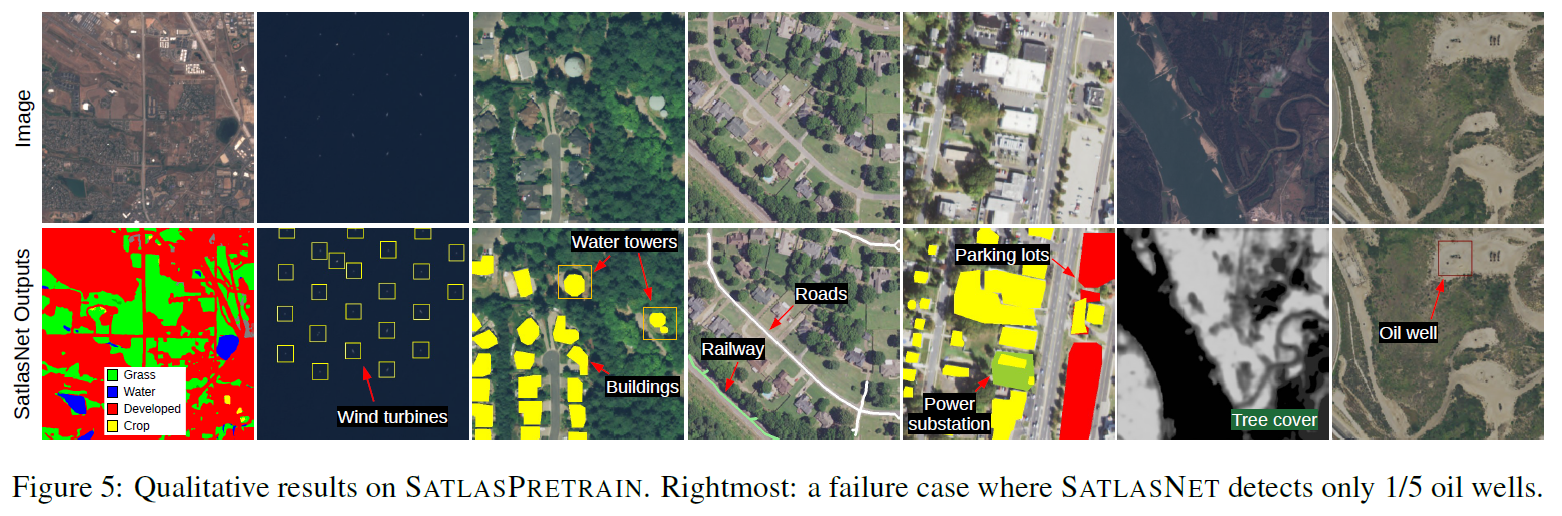 Image
SatlasNet Outputs
Grass
Water
Developed
Crop
Wind turbines
Water towers
Buildings
Roads
Railway
Parking lots
Power
substation
Tree cover
Oil well
Figure 5: Qualitative results on SATLASPRETRAIN. Rightmost: a failure case where SATLASNET detects only 1/5 oil wells.